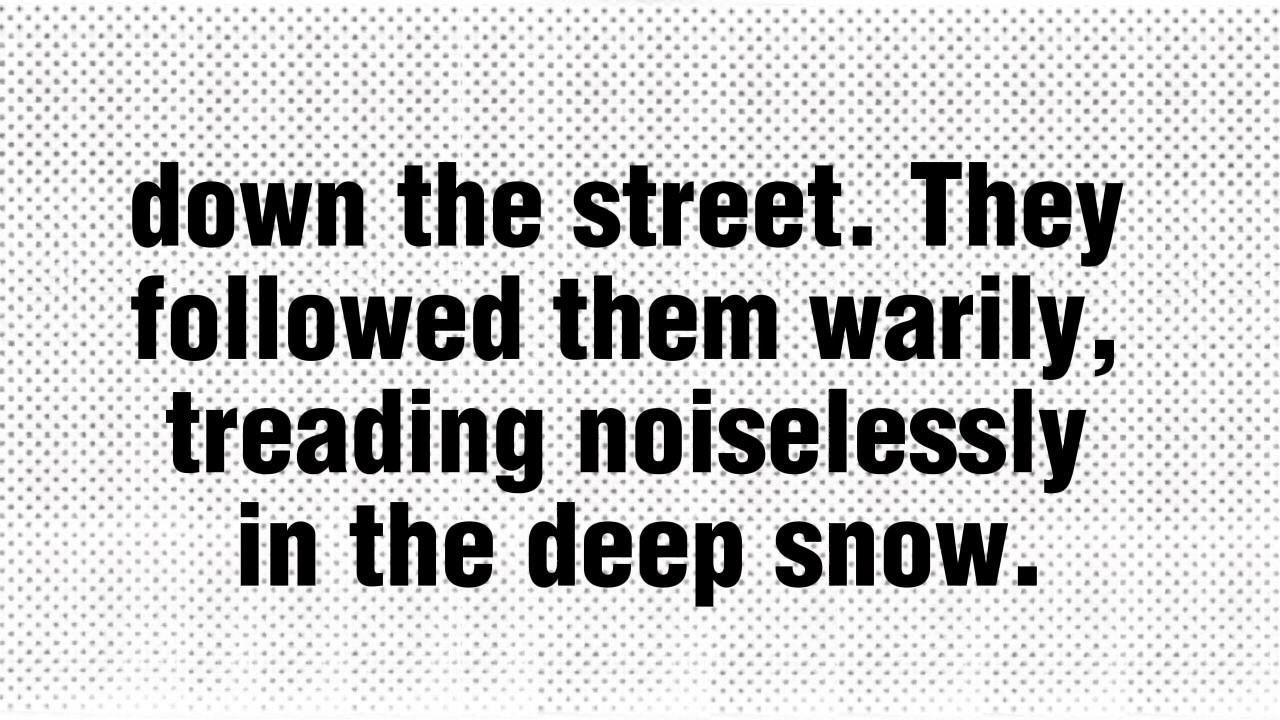 down the street. They
followed them warily,
treading noiselessly
in the deep snow.